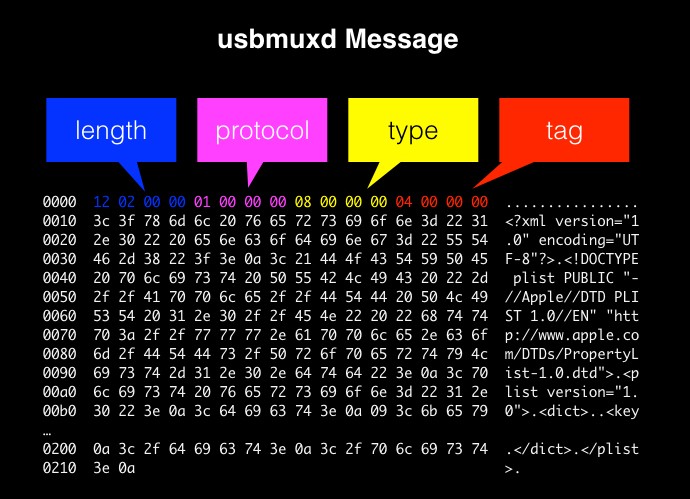 usbmuxd Message
length protocol type tag
0000 12 02 00 00 01 00 00 00 08 00 00 00 04 00 00 00 ................
0010 3c 3f 78 6d 6c 20 76 65 72 73 69 6f 6e 3d 22 31 <?xml version="1
0020 2e 30 22 20 65 6e 63 6f 64 69 6e 67 3d 22 55 54 .0" encoding="UT
0030 46 2d 38 22 3f 3e 0a 3c 21 44 4f 43 54 59 50 45 F-8"?>.<!DOCTYPE
0040 20 70 6c 69 73 74 20 50 55 42 4c 49 43 20 22 2d  plist PUBLIC "-
0050 2f 2f 41 70 70 6c 65 2f 2f 44 54 44 20 50 4c 49 //Apple//DTD PLI
0060 53 54 20 31 2e 30 2f 2f 45 4e 22 20 22 68 74 74 ST 1.0//EN" "htt
0070 70 3a 2f 2f 77 77 77 2e 61 70 70 6c 65 2e 63 6f p://www.apple.co
0080 6d 2f 44 54 44 73 2f 50 72 6f 70 65 72 74 79 4c m/DTDs/PropertyL
0090 69 73 74 2d 31 2e 30 2e 64 74 64 22 3e 0a 3c 70 ist-1.0.dtd">.<p
00a0 6c 69 73 74 20 76 65 72 73 69 6f 6e 3d 22 31 2e list version="1.
00b0 30 22 3e 0a 3c 64 69 63 74 3e 0a 09 3c 6b 65 79 0">.<dict>..<key
…
0200 0a 3c 2f 64 69 63 74 3e 0a 3c 2f 70 6c 69 73 74 .</dict>.</plist
0210 3e 0a >.